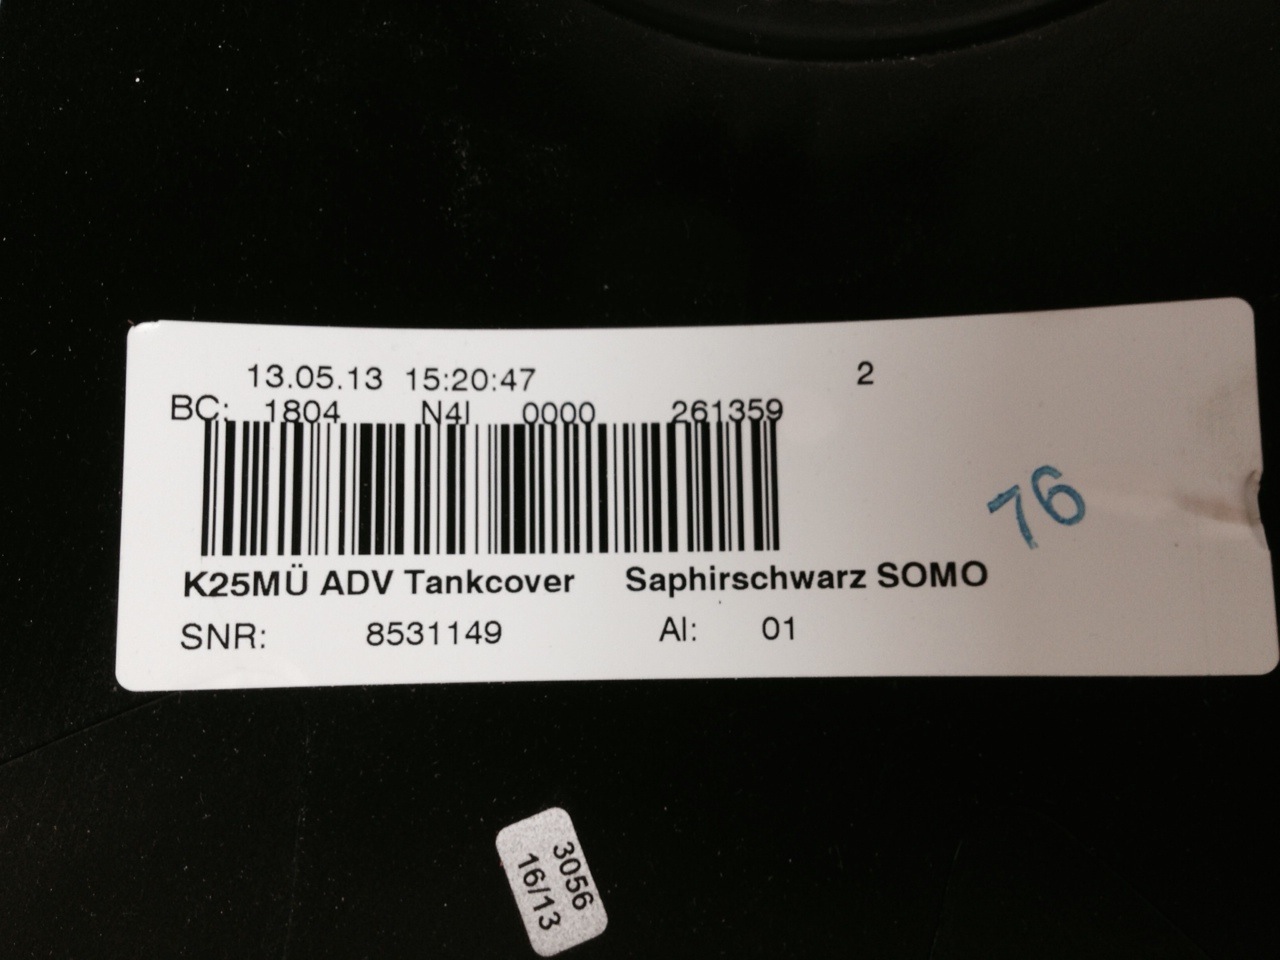 13.05.13 15:20:47 2
BC: 1804 N4I 0000 261359
76
K25MÜ ADV Tankcover Saphirschwarz SOMO
SNR: 8531149 AI: 01
3056
16/13